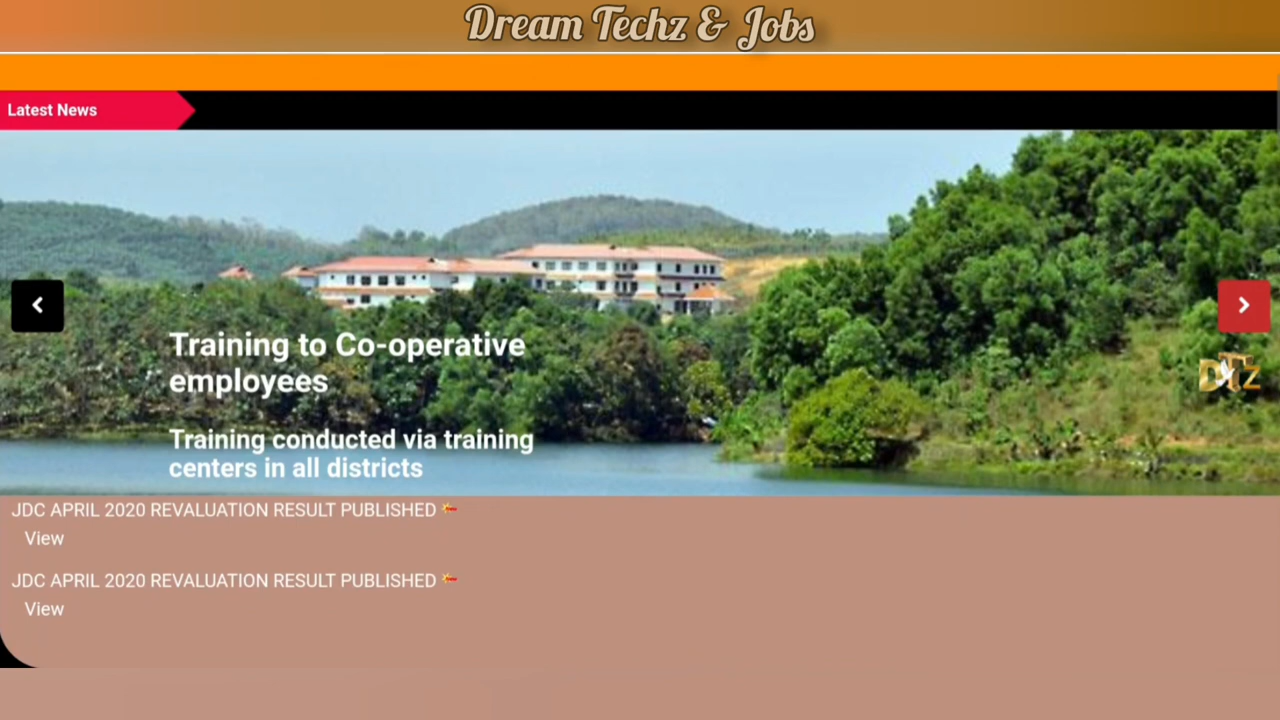 Dream Techz & Jobs
Latest News
Training to Co-operative
employees
DTz
Training conducted via training
centers in all districts
JDC APRIL 2020 REVALUATION RESULT PUBLISHED
View
JDC APRIL 2020 REVALUATION RESULT PUBLISHED
View